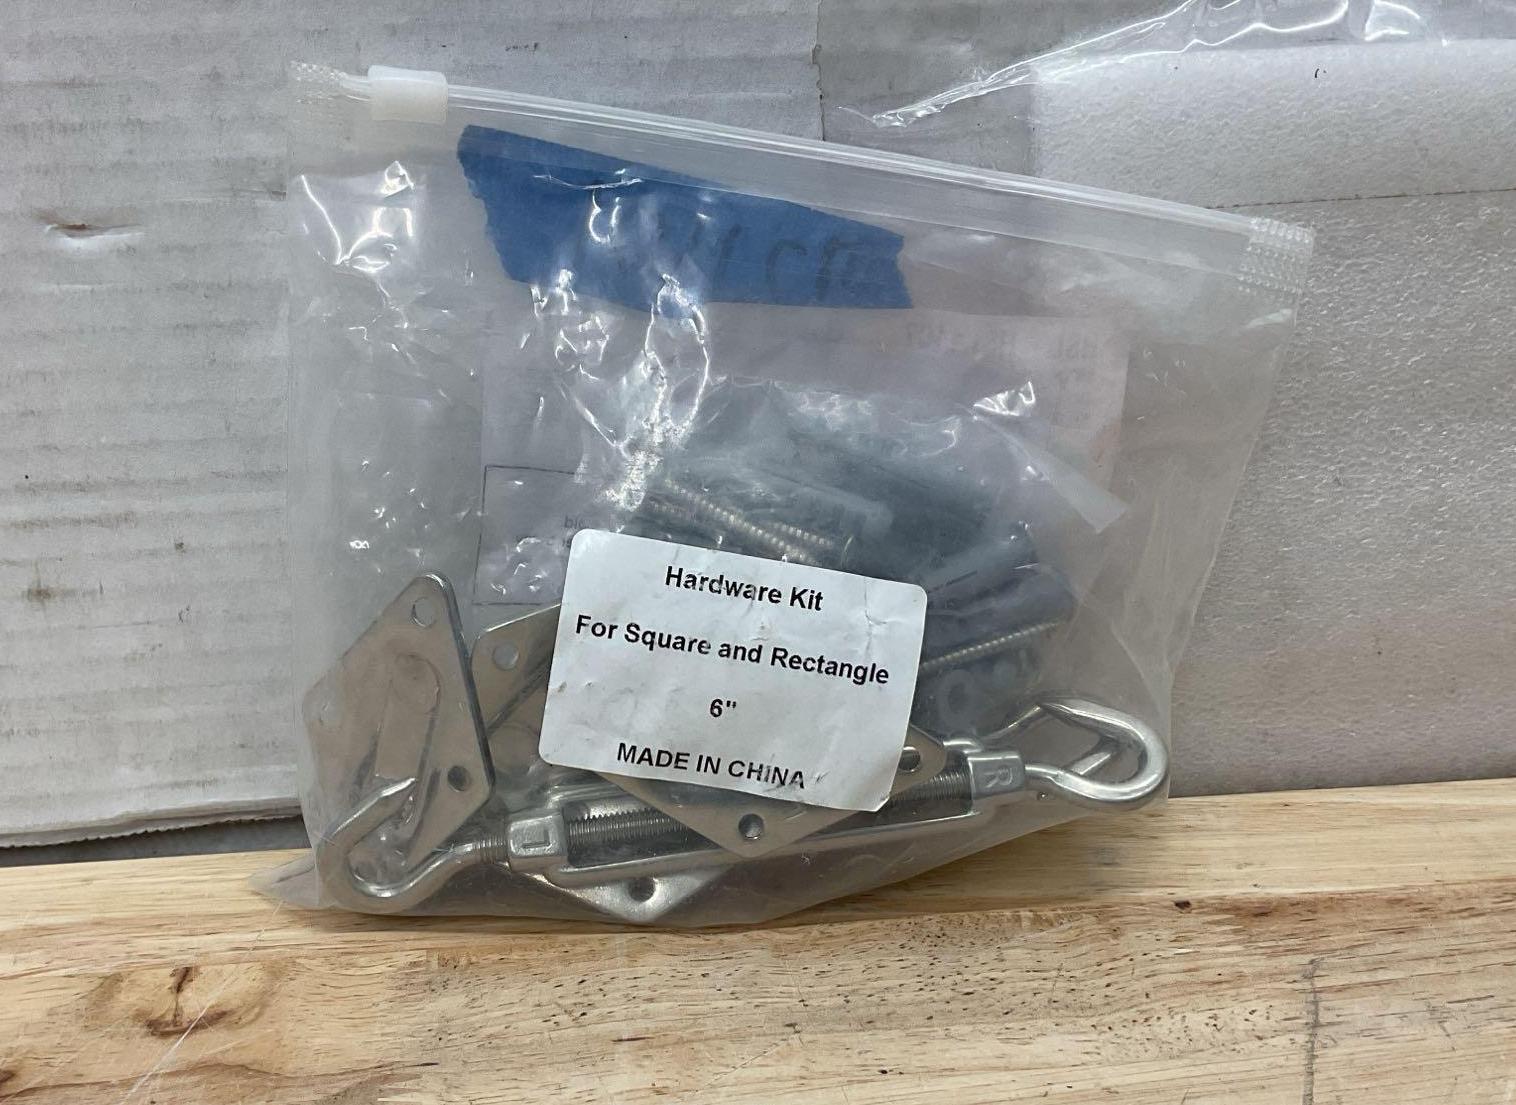 Hardware Kit
For Square and Rectangle
6"
MADE IN CHINA
L
R